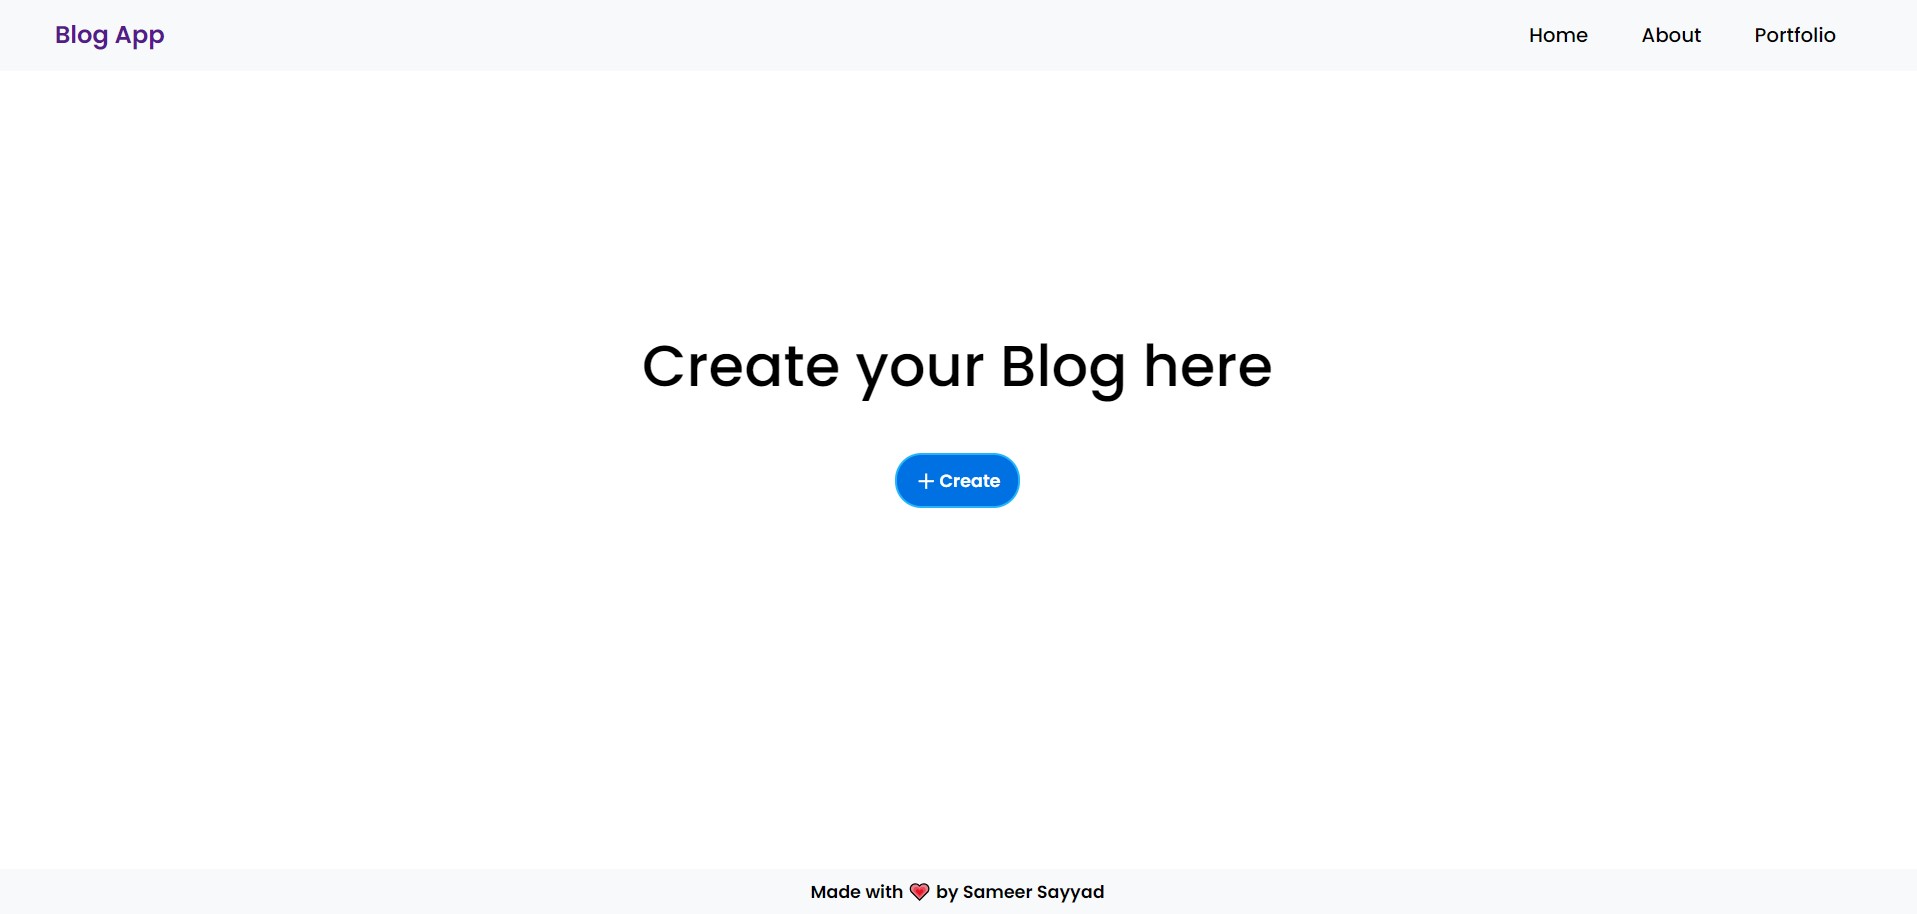 Blog App
Home
About
Portfolio
Create your Blog here
+ Create
Made with ❤️ by Sameer Sayyad